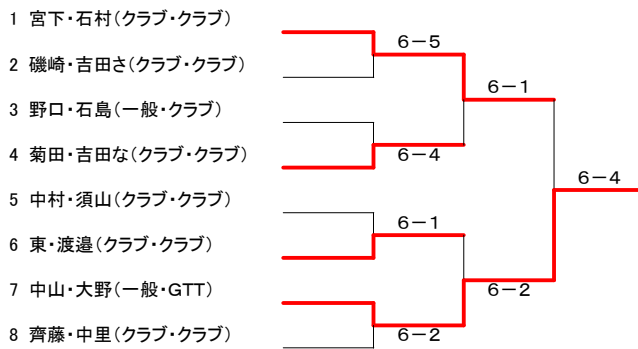 1 宮下・石村(クラブ・クラブ)
6-5
2 磯崎・吉田さ(クラブ・クラブ)
6-1
3 野口・石島(一般・クラブ)
4 菊田・吉田な(クラブ・クラブ)
6-4
6-4
5 中村・須山(クラブ・クラブ)
6-1
6 東・渡邉(クラブ・クラブ)
7 中山・大野(一般・GTT)
6-2
8 齊藤・中里(クラブ・クラブ)
6-2